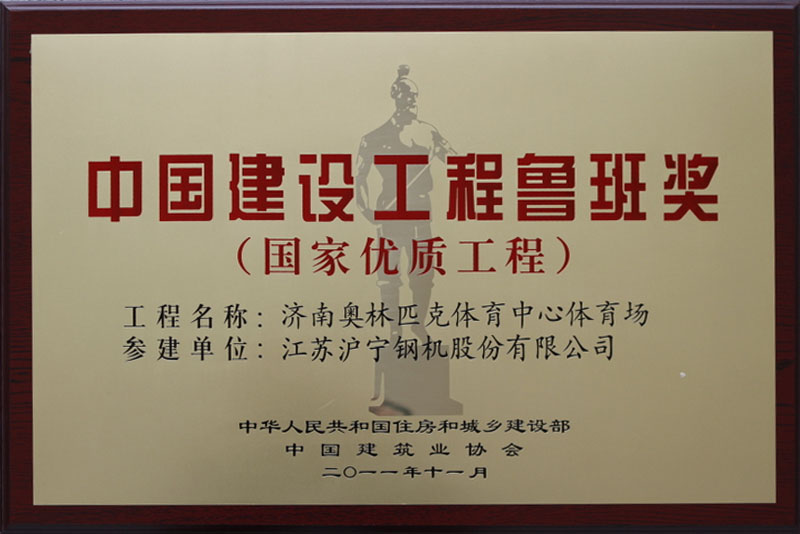 中国建设工程鲁班奖
（国家优质工程）
工程名称：济南奥林匹克体育中心体育场
参建单位：江苏沪宁钢机股份有限公司
中华人民共和国住房和城乡建设部
中国建筑业协会
二〇一一年十一月